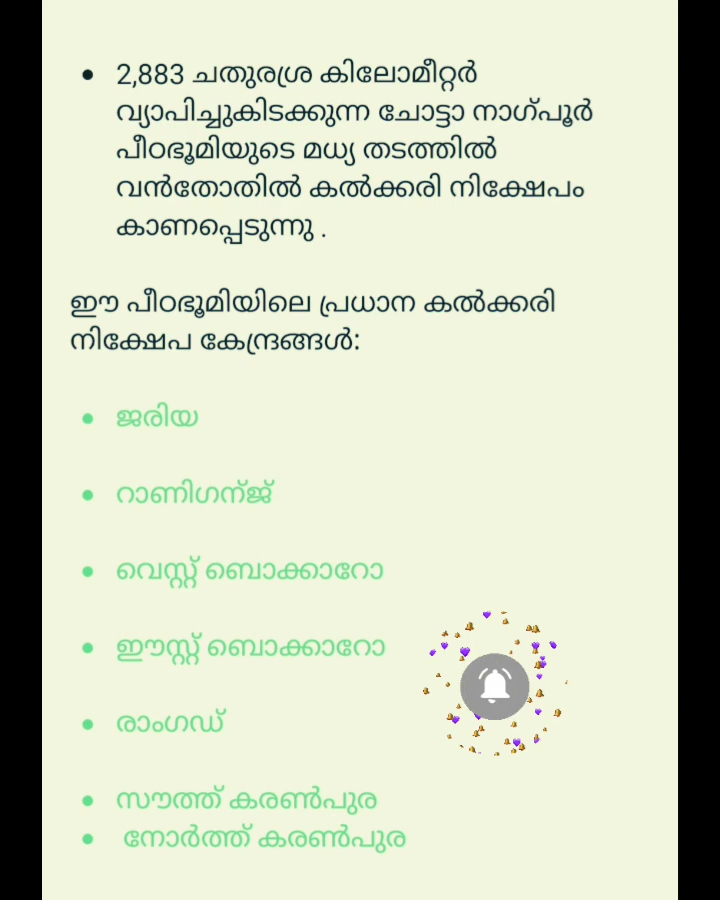 • 2,883 ചതുരശ്ര കിലോമീറ്റർ
വ്യാപിച്ചുകിടക്കുന്ന ചോട്ടാ നാഗ്പൂർ
പീഠഭൂമിയുടെ മധ്യ തടത്തിൽ
വൻതോതിൽ കൽക്കരി നിക്ഷേപം
കാണപ്പെടുന്നു .
ഈ പീഠഭൂമിയിലെ പ്രധാന കൽക്കരി
നിക്ഷേപ കേന്ദ്രങ്ങൾ:
• ജരിയ
• റാണിഗന്ജ്
• വെസ്റ്റ് ബൊക്കാറോ
• ഈസ്റ്റ് ബൊക്കാറോ
• രാംഗഡ്
• സൗത്ത് കരൺപുര
• നോർത്ത് കരൺപുര